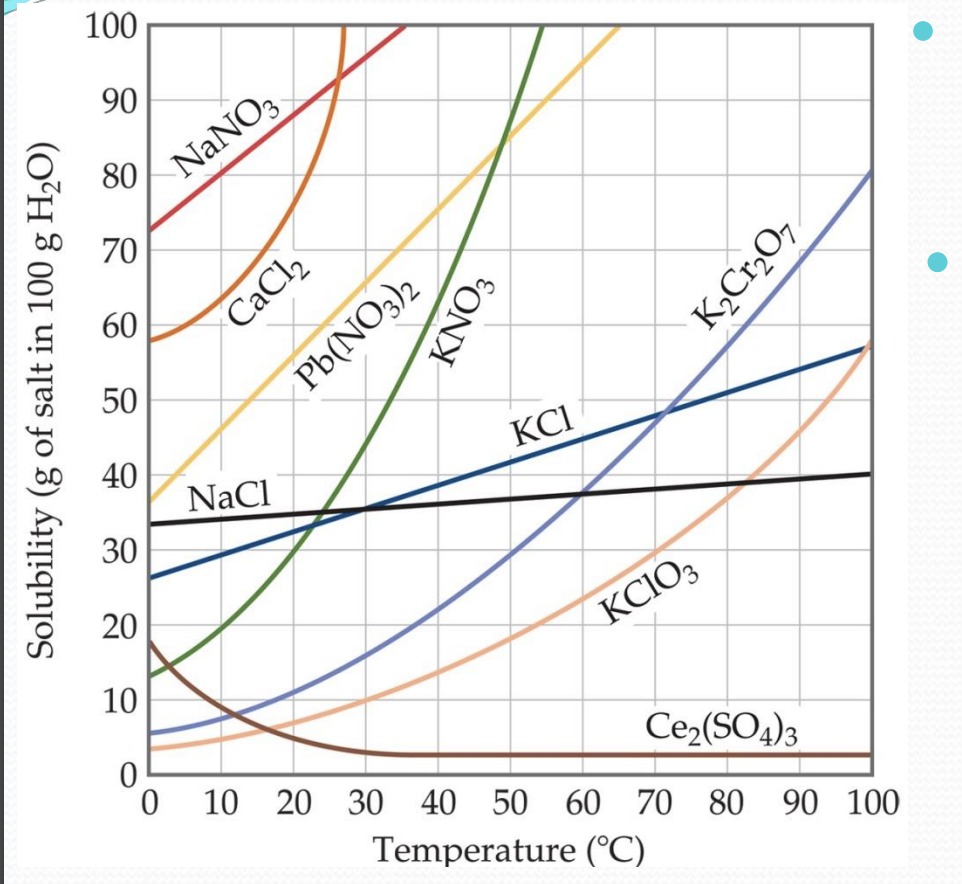 100
90
80
70
60
50
40
30
20
10
0
Solubility (g of salt in 100 g H₂O)
NaNO₃
CaCl₂
Pb(NO₃)₂
KNO₃
K₂Cr₂O₇
KCl
NaCl
KClO₃
Ce₂(SO₄)₃
0 10 20 30 40 50 60 70 80 90 100
Temperature (°C)